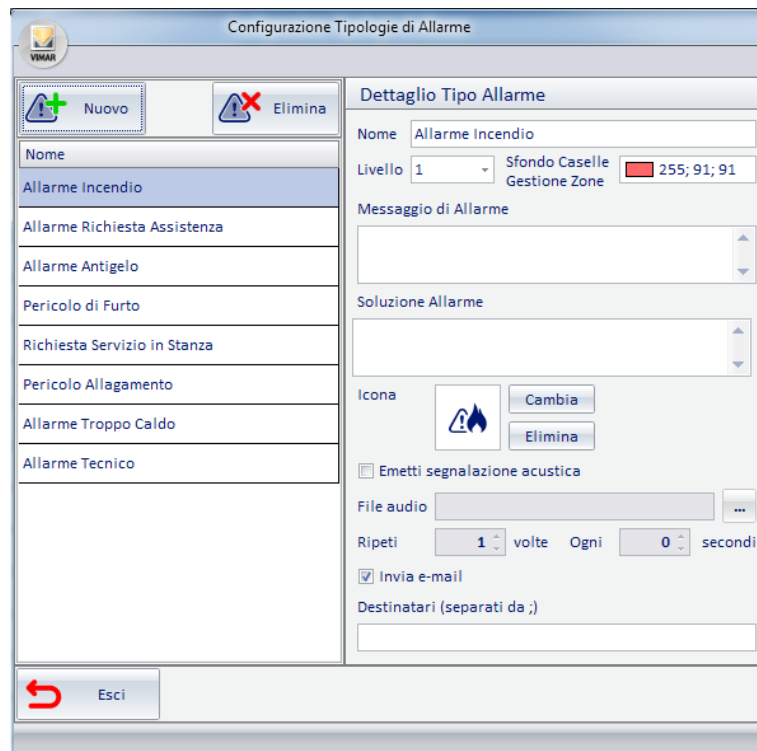 Configurazione Tipologie di Allarme
VIMAR
Nuovo
Elimina
Nome
Allarme Incendio
Allarme Richiesta Assistenza
Allarme Antigelo
Pericolo di Furto
Richiesta Servizio in Stanza
Pericolo Allagamento
Allarme Troppo Caldo
Allarme Tecnico
Dettaglio Tipo Allarme
Nome Allarme Incendio
Livello 1 Sfondo Caselle Gestione Zone 255; 91; 91
Messaggio di Allarme
Soluzione Allarme
Icona
Cambia
Elimina
Emetti segnalazione acustica
File audio ...
Ripeti 1 volte Ogni 0 secondi
Invia e-mail
Destinatari (separati da ;)
Esci